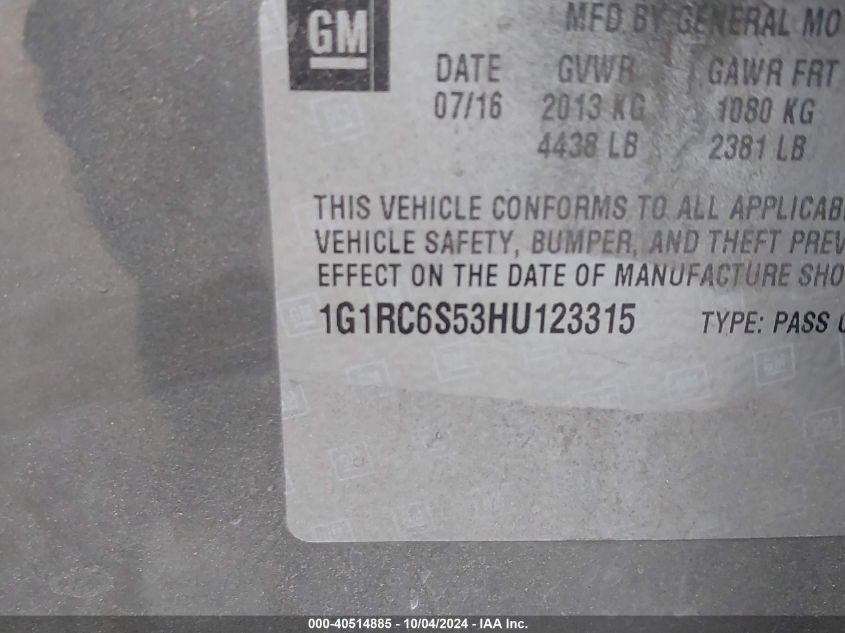 GM
MFD BY GENERAL MO
DATE GVWR GAWR FRT
07/16 2013 KG 1080 KG
4438 LB 2381 LB
THIS VEHICLE CONFORMS TO ALL APPLICAB
VEHICLE SAFETY, BUMPER, AND THEFT PREV
EFFECT ON THE DATE OF MANUFACTURE SHO
1G1RC6S53HU123315 TYPE: PASS
000-40514885 - 10/04/2024 - IAA Inc.